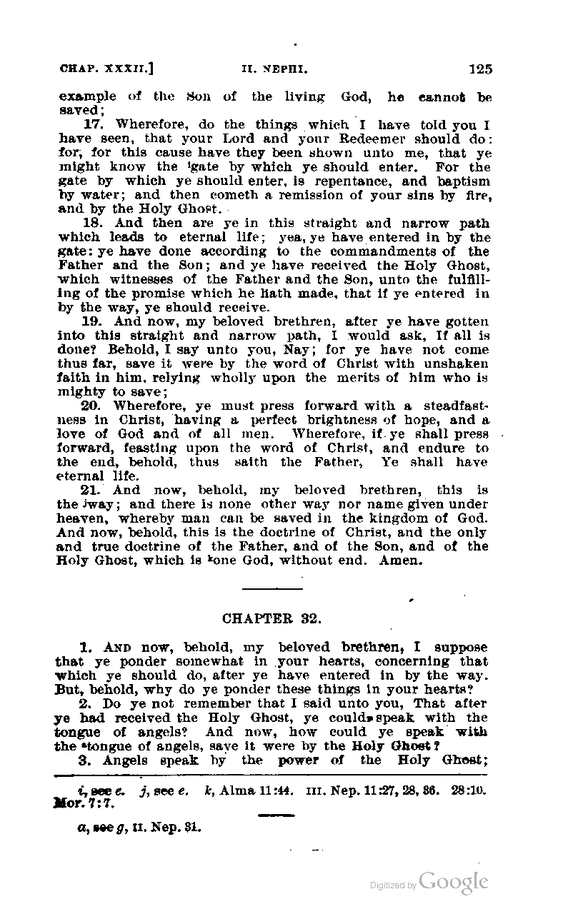 CHAP. XXXII.] II. NEPHI. 125
example of the Son of the living God, he cannot be
saved;
17. Wherefore, do the things which I have told you I
have seen, that your Lord and your Redeemer should do:
for, for this cause have they been shown unto me, that ye
might know the igate by which ye should enter. For the
gate by which ye should enter, is repentance, and baptism
by water; and then cometh a remission of your sins by fire,
and by the Holy Ghost.
18. And then are ye in this straight and narrow path
which leads to eternal life; yea, ye have entered in by the
gate: ye have done according to the commandments of the
Father and the Son; and ye have received the Holy Ghost,
which witnesses of the Father and the Son, unto the fulfill-
ing of the promise which he hath made, that if ye entered in
by the way, ye should receive.
19. And now, my beloved brethren, after ye have gotten
into this straight and narrow path, I would ask, If all is
done? Behold, I say unto you, Nay; for ye have not come
thus far, save it were by the word of Christ with unshaken
faith in him, relying wholly upon the merits of him who is
mighty to save;
20. Wherefore, ye must press forward with a steadfast-
ness in Christ, having a perfect brightness of hope, and a
love of God and of all men. Wherefore, if ye shall press
forward, feasting upon the word of Christ, and endure to
the end, behold, thus saith the Father, Ye shall have
eternal life.
21. And now, behold, my beloved brethren, this is
the jway; and there is none other way nor name given under
heaven, whereby man can be saved in the kingdom of God.
And now, behold, this is the doctrine of Christ, and the only
and true doctrine of the Father, and of the Son, and of the
Holy Ghost, which is kone God, without end. Amen.
CHAPTER 32.
1. AND now, behold, my beloved brethren, I suppose
that ye ponder somewhat in your hearts, concerning that
which ye should do, after ye have entered in by the way.
But, behold, why do ye ponder these things in your hearts?
2. Do ye not remember that I said unto you, That after
ye had received the Holy Ghost, ye could speak with the
tongue of angels? And now, how could ye speak with
the atongue of angels, save it were by the Holy Ghost?
3. Angels speak by the power of the Holy Ghost;
i, see e. j, see e. k, Alma 11:44. III. Nep. 11:27, 28, 36. 28:10.
Mor. 7:7.
a, see g, II. Nep. 31.
Digitized by Google